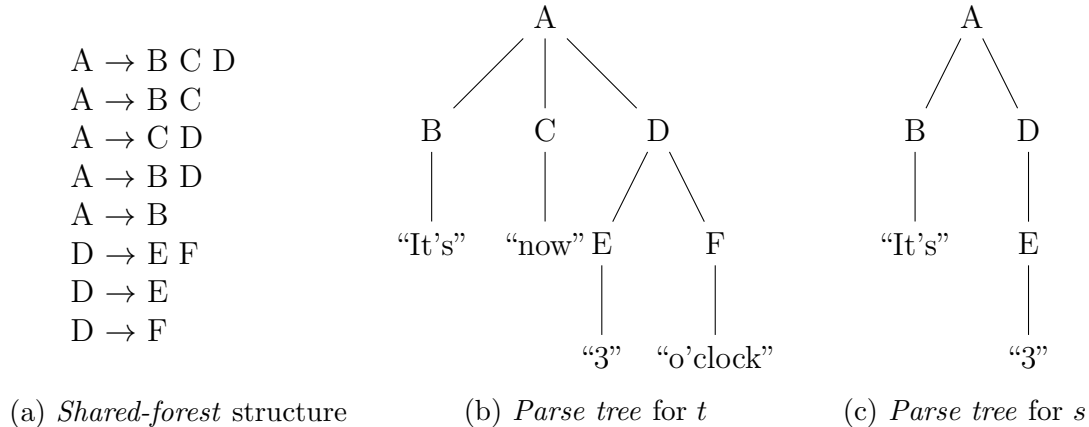 A → B C D
A → B C
A → C D
A → B D
A → B
D → E F
D → E
D → F
(a) Shared-forest structure
A
B C D
“It's” “now” E F
“3” “o'clock”
(b) Parse tree for t
A
B D
“It's” E
“3”
(c) Parse tree for s